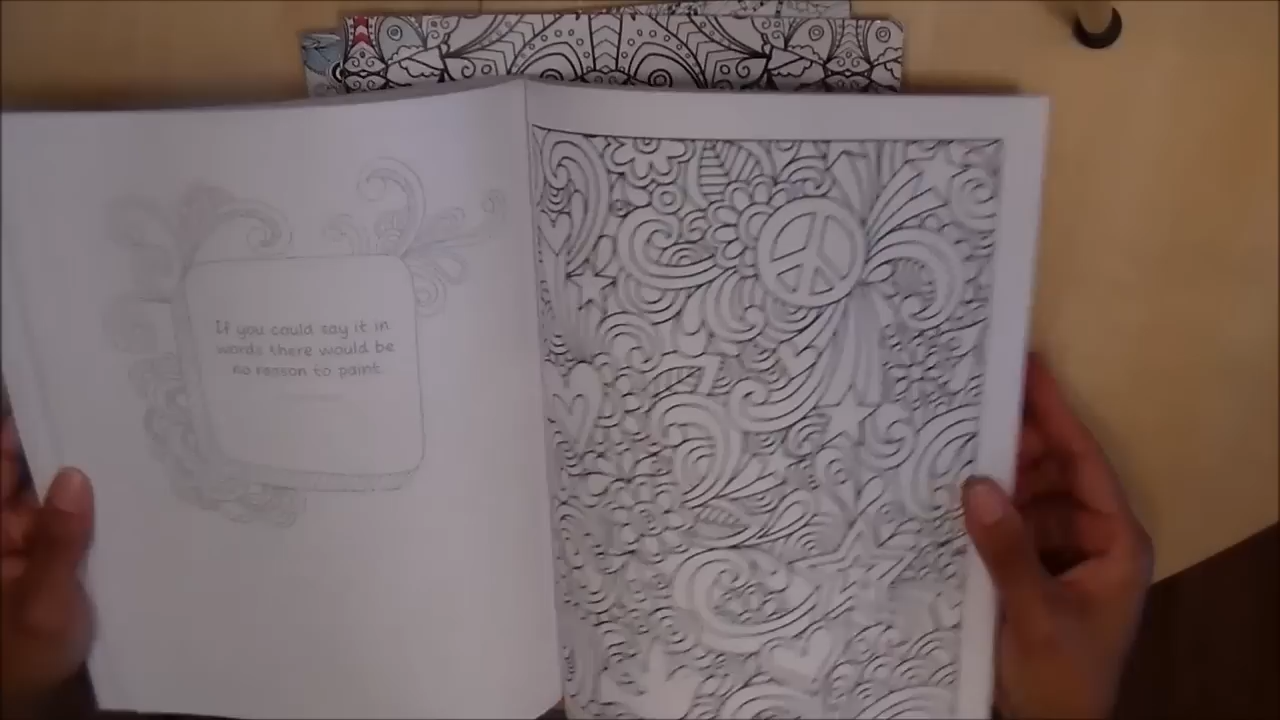 If you could say it in
words there would be
no reason to paint.